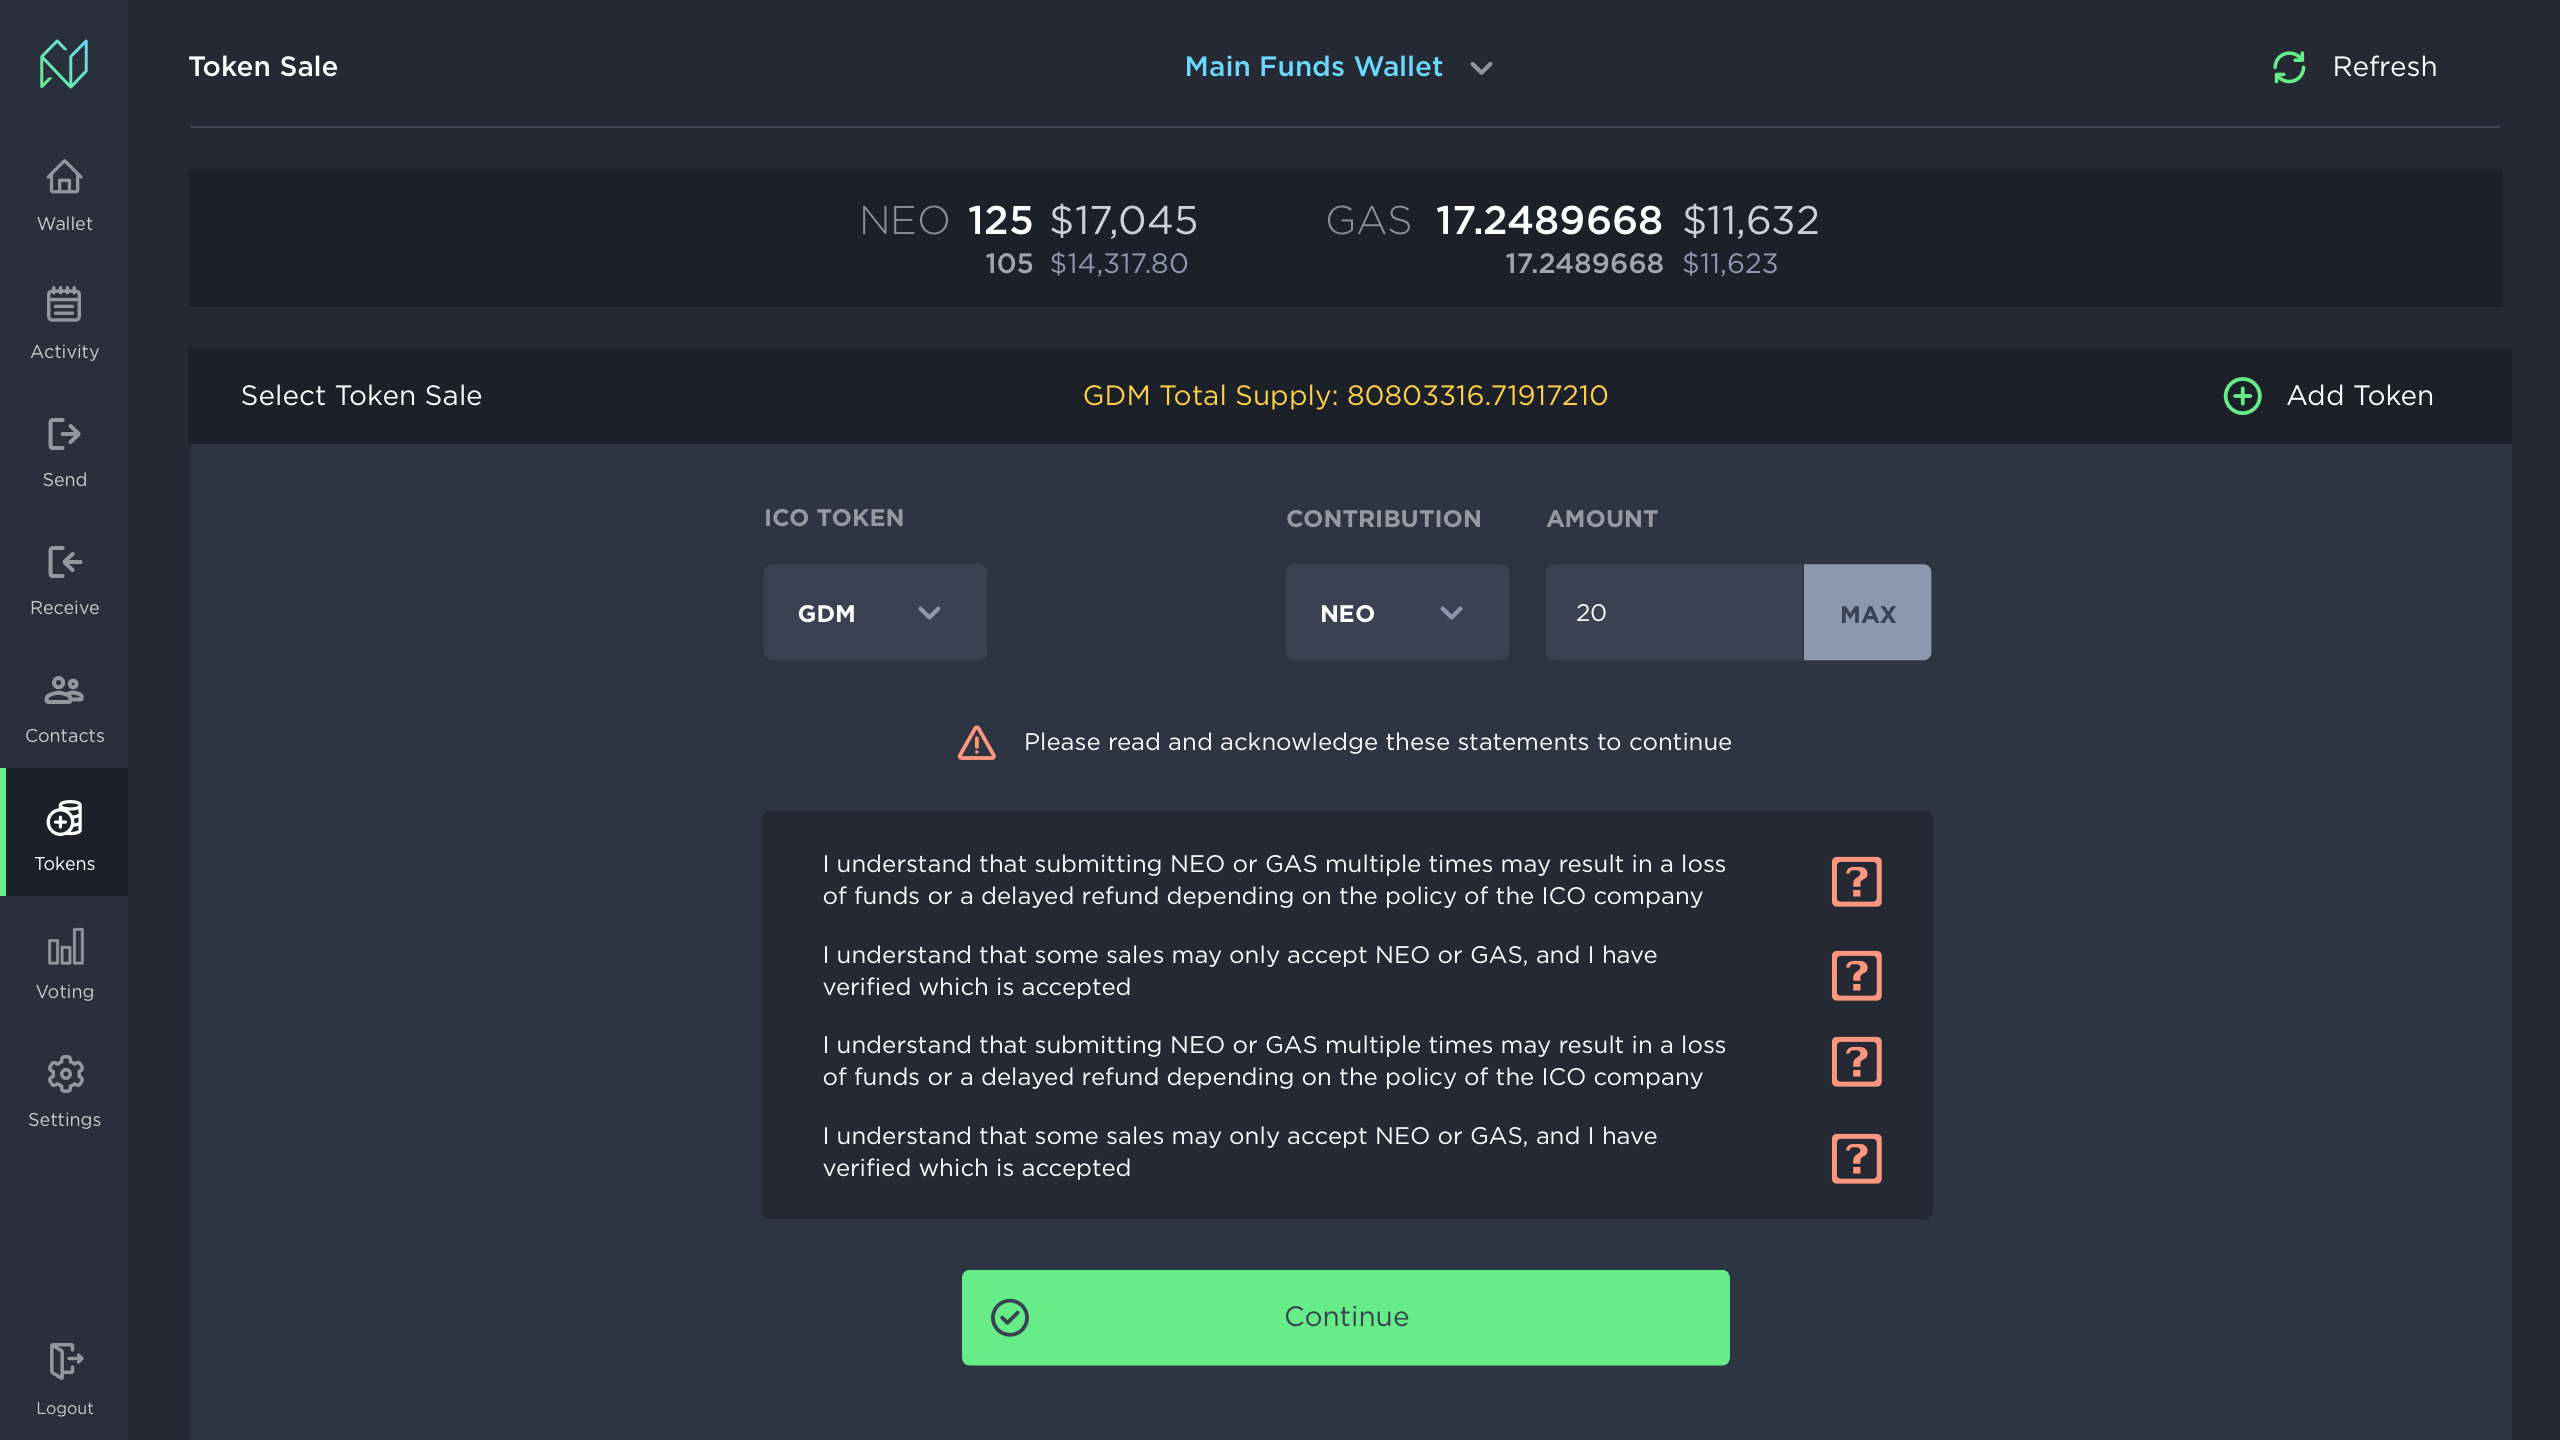 Token Sale
Main Funds Wallet
Refresh
NEO 125 $17,045
105 $14,317.80
GAS 17.2489668 $11,632
17.2489668 $11,623
Wallet
Activity
Send
Receive
Contacts
Tokens
Voting
Settings
Logout
Select Token Sale
GDM Total Supply: 80803316.71917210
Add Token
ICO TOKEN
CONTRIBUTION
AMOUNT
GDM
NEO
20
MAX
Please read and acknowledge these statements to continue
I understand that submitting NEO or GAS multiple times may result in a loss
of funds or a delayed refund depending on the policy of the ICO company
?
I understand that some sales may only accept NEO or GAS, and I have
verified which is accepted
?
I understand that submitting NEO or GAS multiple times may result in a loss
of funds or a delayed refund depending on the policy of the ICO company
?
I understand that some sales may only accept NEO or GAS, and I have
verified which is accepted
?
Continue